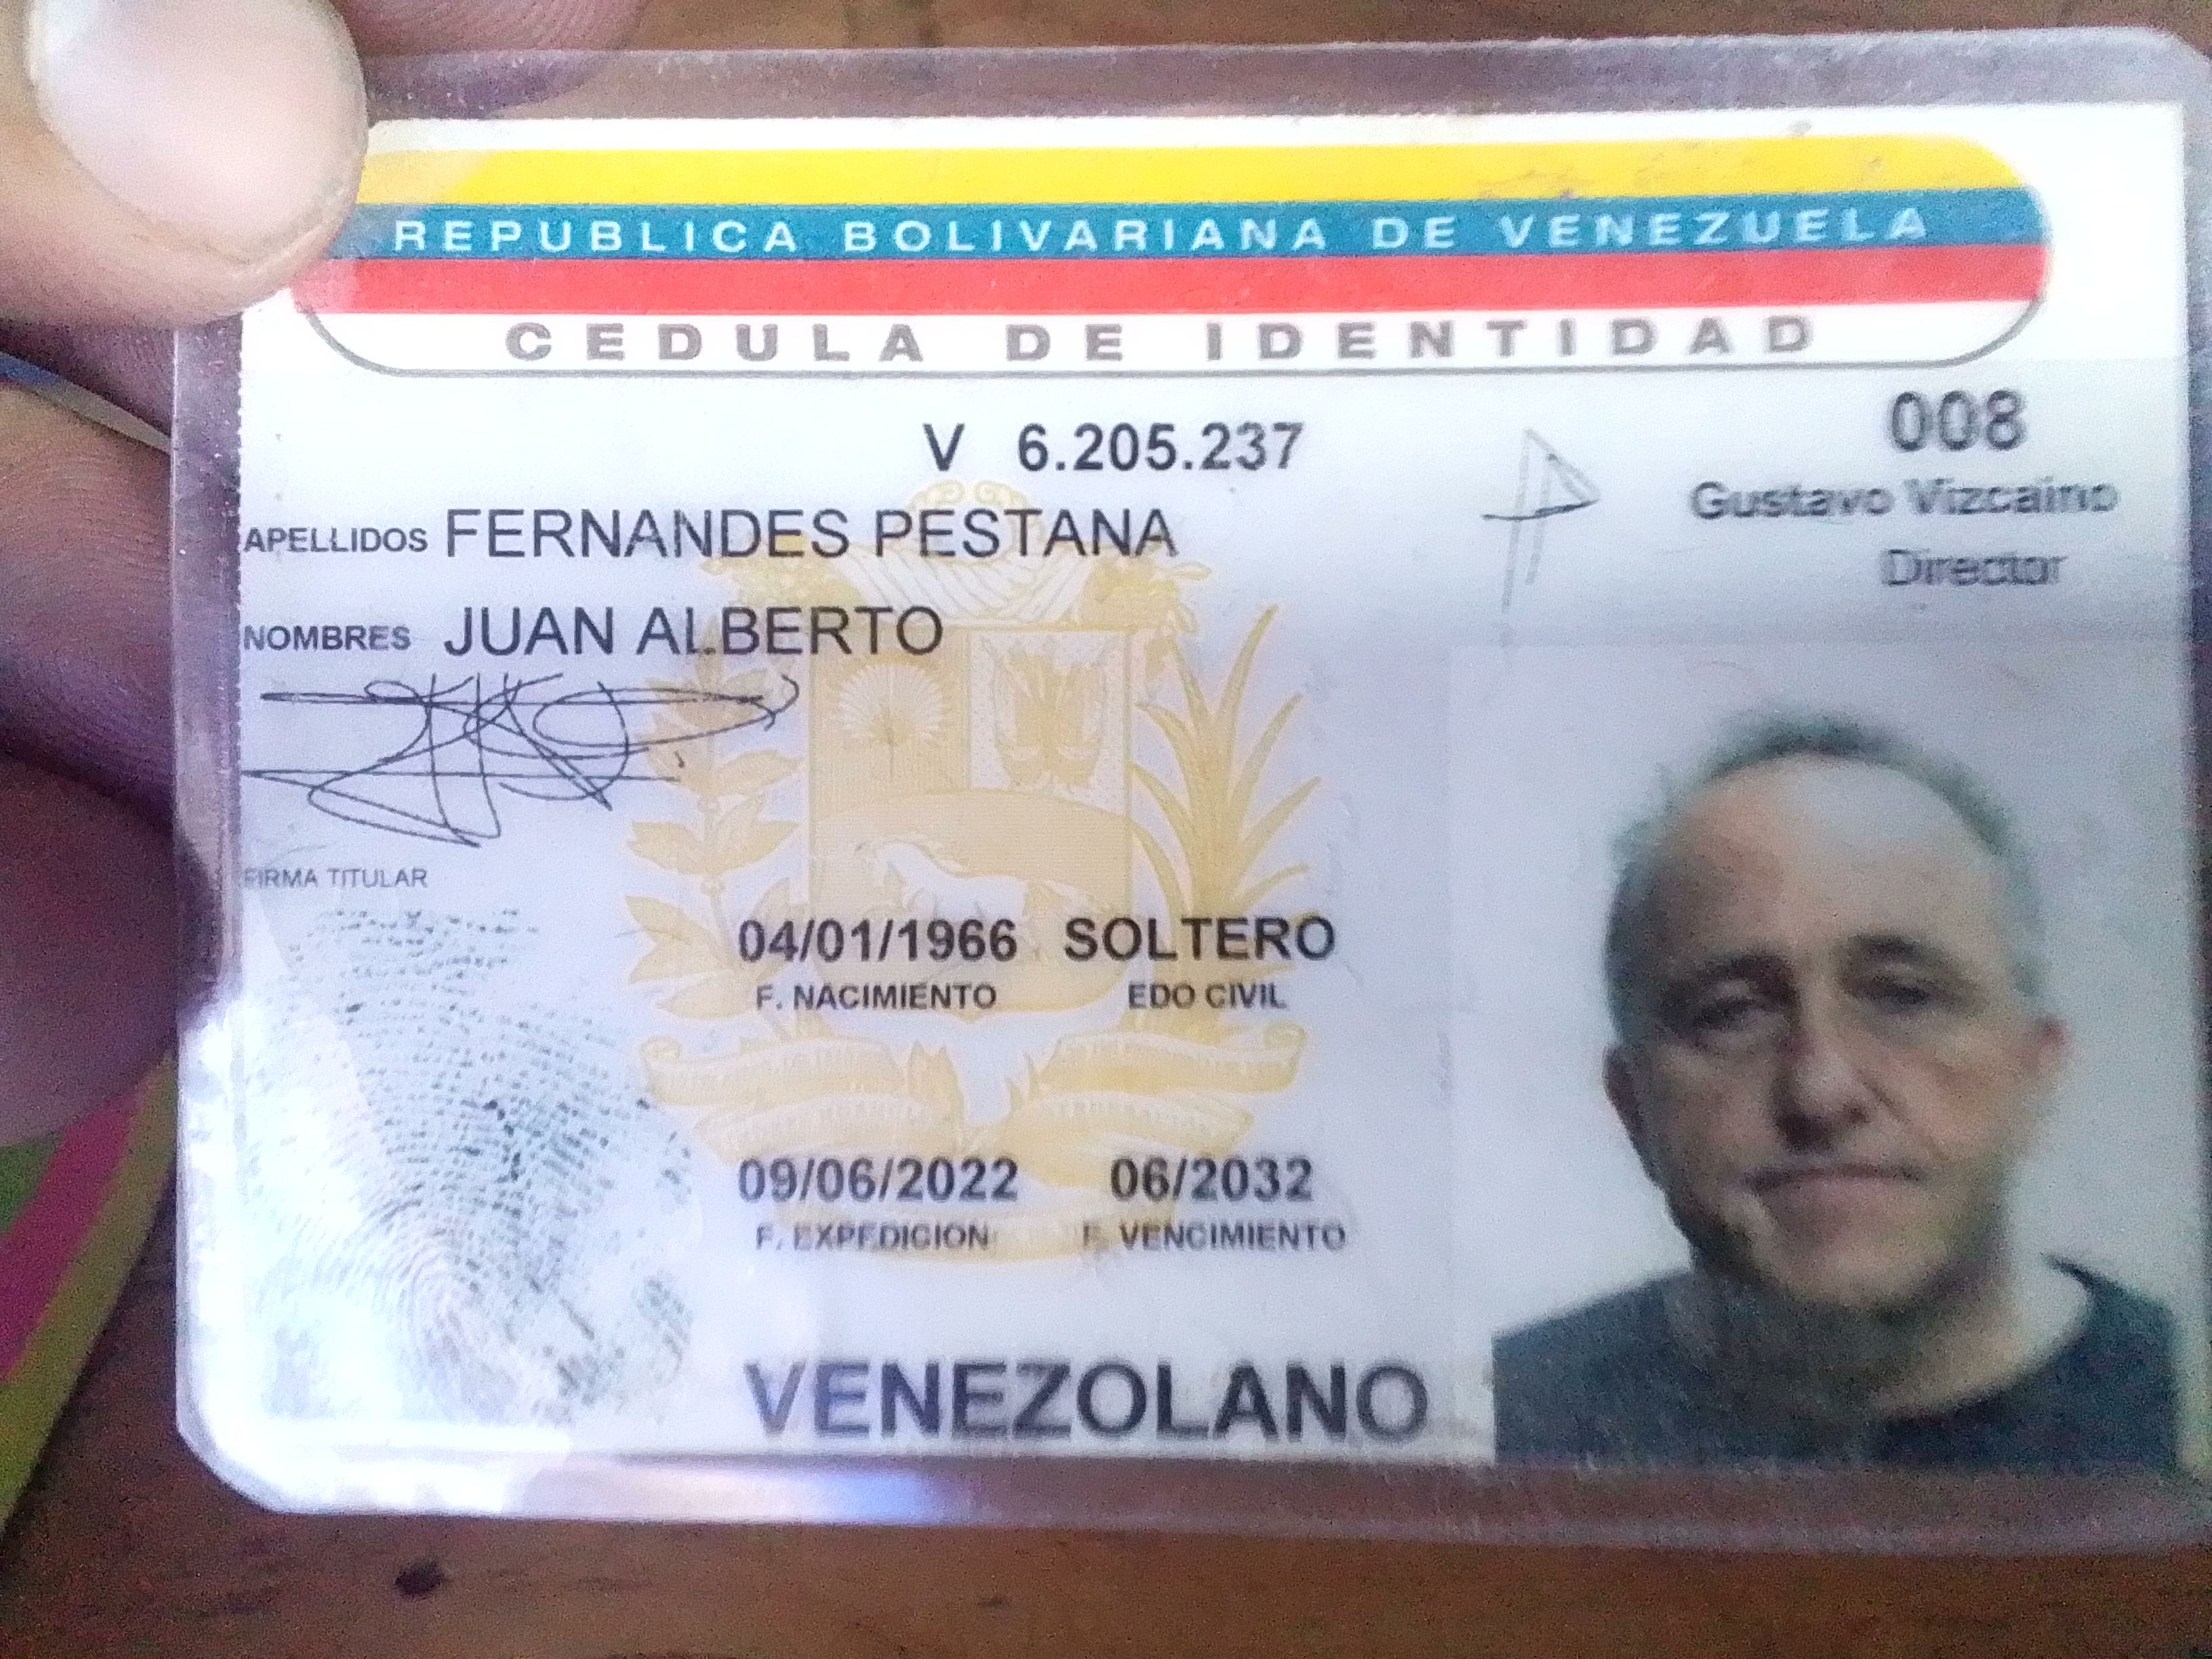 REPUBLICA BOLIVARIANA DE VENEZUELA
CEDULA DE IDENTIDAD
V 6.205.237
008
Gustavo Vizcaino
Director
APELLIDOS FERNANDES PESTANA
NOMBRES JUAN ALBERTO
FIRMA TITULAR
04/01/1966 SOLTERO
F. NACIMIENTO EDO CIVIL
09/06/2022 06/2032
F. EXPEDICION F. VENCIMIENTO
VENEZOLANO